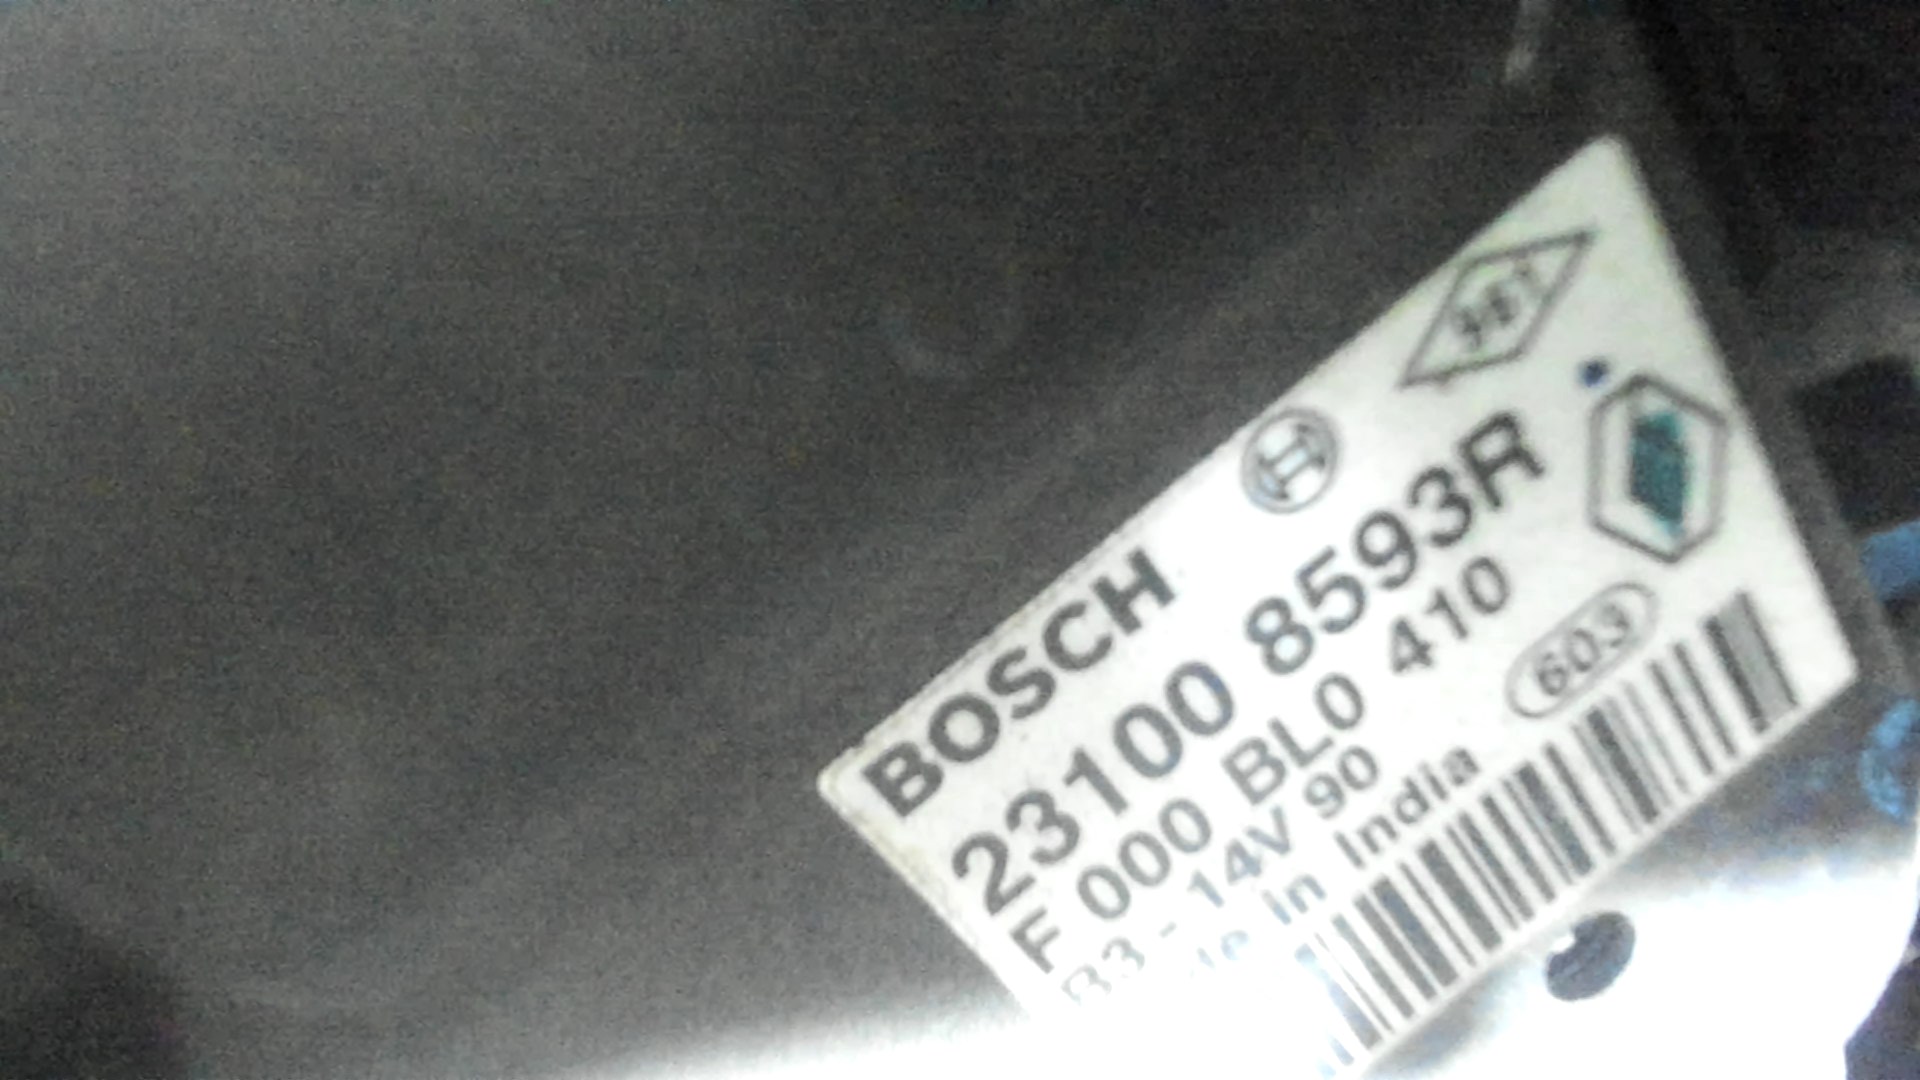 BOSCH
23100 8593R
F 000 BL0 410
603
14V 90
in India